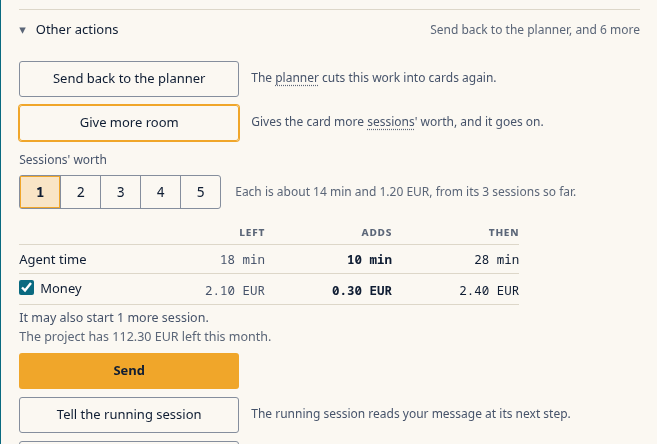 ▾ Other actions Send back to the planner, and 6 more
Send back to the planner The planner cuts this work into cards again.
Give more room Gives the card more sessions' worth, and it goes on.
Sessions' worth
1 2 3 4 5 Each is about 14 min and 1.20 EUR, from its 3 sessions so far.
LEFT ADDS THEN
Agent time 18 min 10 min 28 min
Money 2.10 EUR 0.30 EUR 2.40 EUR
It may also start 1 more session.
The project has 112.30 EUR left this month.
Send
Tell the running session The running session reads your message at its next step.